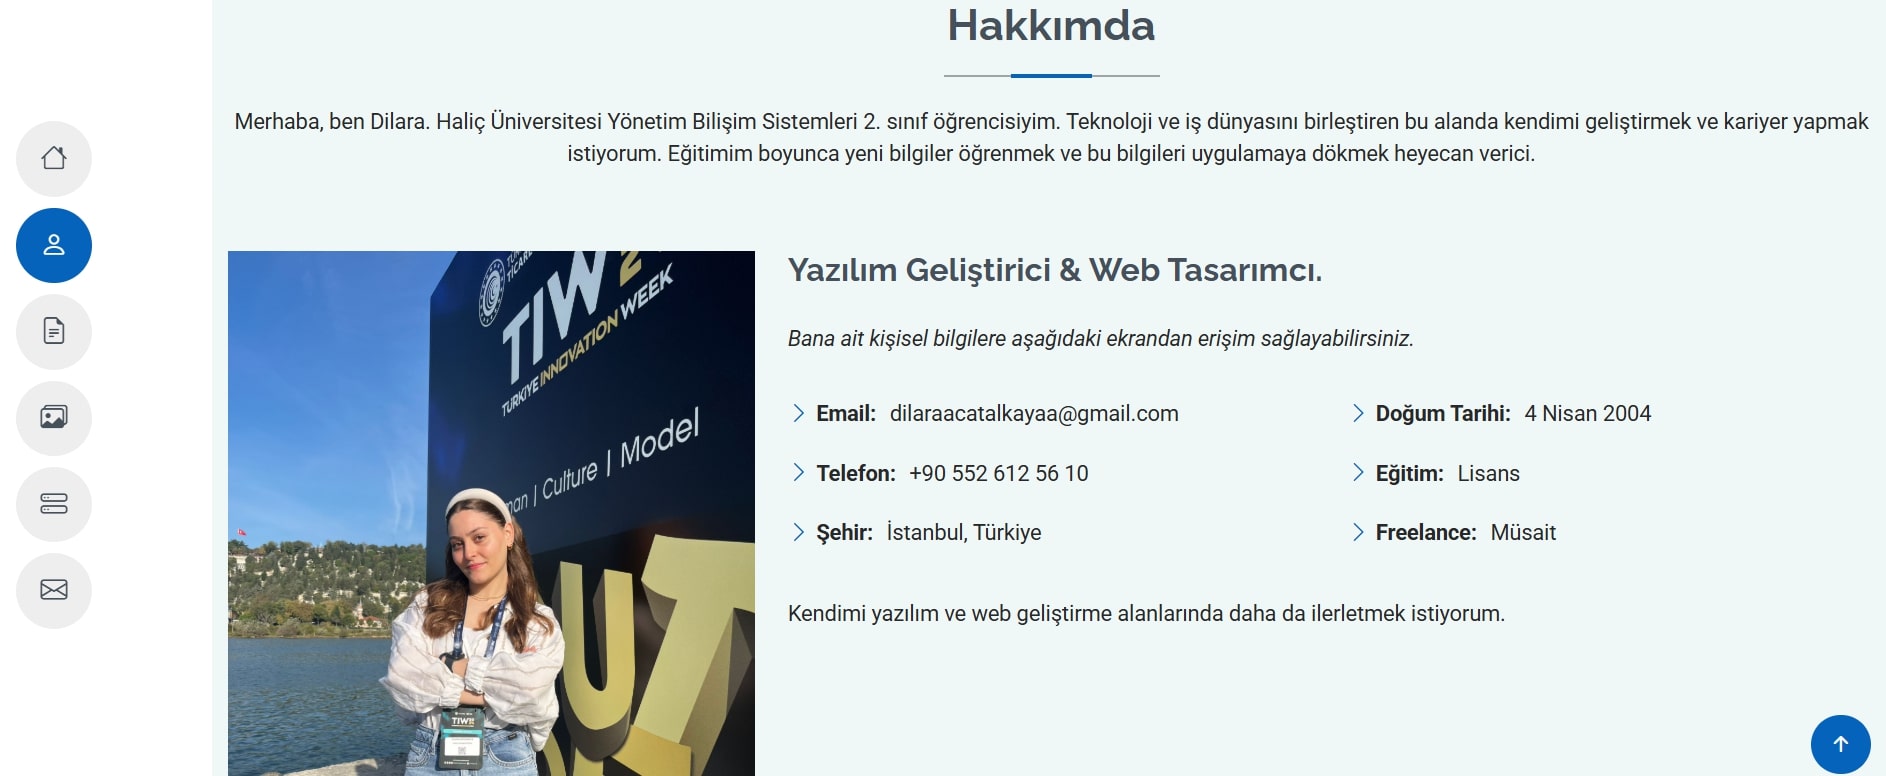 Hakkımda
Merhaba, ben Dilara. Haliç Üniversitesi Yönetim Bilişim Sistemleri 2. sınıf öğrencisiyim. Teknoloji ve iş dünyasını birleştiren bu alanda kendimi geliştirmek ve kariyer yapmak
istiyorum. Eğitimim boyunca yeni bilgiler öğrenmek ve bu bilgileri uygulamaya dökmek heyecan verici.
TİCARE
TIW 2
TÜRKİYE INNOVATION WEEK
man | Culture | Model
UT
TIW
Yazılım Geliştirici & Web Tasarımcı.
Bana ait kişisel bilgilere aşağıdaki ekrandan erişim sağlayabilirsiniz.
Email: dilaraacatalkayaa@gmail.com
Telefon: +90 552 612 56 10
Şehir: İstanbul, Türkiye
Doğum Tarihi: 4 Nisan 2004
Eğitim: Lisans
Freelance: Müsait
Kendimi yazılım ve web geliştirme alanlarında daha da ilerletmek istiyorum.